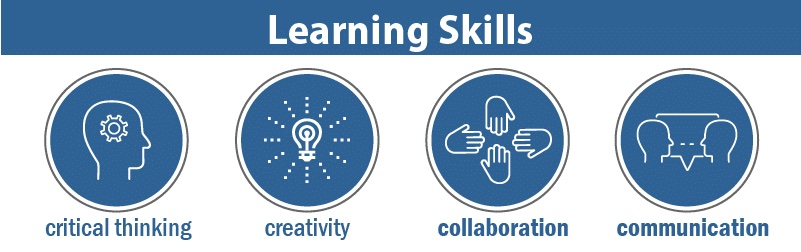 Learning Skills
critical thinking
creativity
collaboration
communication